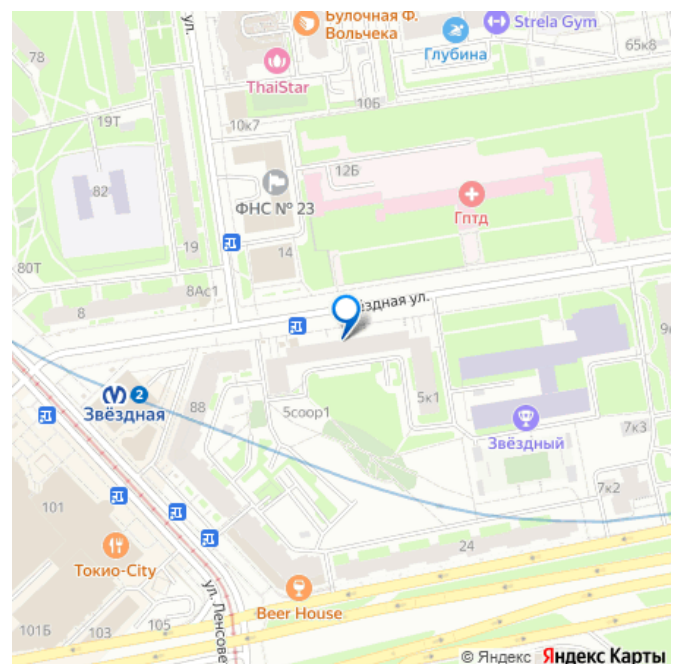 Булочная Ф.
Вольчека
Strela Gym
ул.
Глубина
65к8
78
ThaiStar
10Б
19Т
10к7
12Б
82
ФНС № 23
Гптд
19
14
80Т
8Ас1
8
здная ул.
9
2
Звёздная
88
5соор1
5к1
Звёздный
7к3
7к2
101
24
Токио-City
ул. Ленсове
Beer House
101Б
103
105
© Яндекс Яндекс Карты